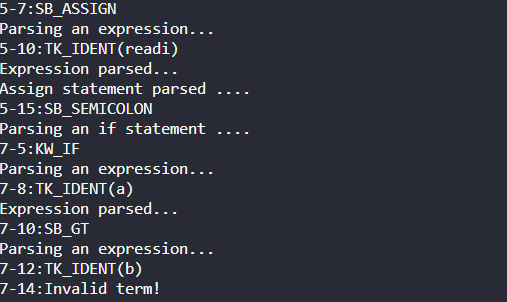 5-7:SB_ASSIGN
Parsing an expression...
5-10:TK_IDENT(readi)
Expression parsed...
Assign statement parsed ....
5-15:SB_SEMICOLON
Parsing an if statement ....
7-5:KW_IF
Parsing an expression...
7-8:TK_IDENT(a)
Expression parsed...
7-10:SB_GT
Parsing an expression...
7-12:TK_IDENT(b)
7-14:Invalid term!